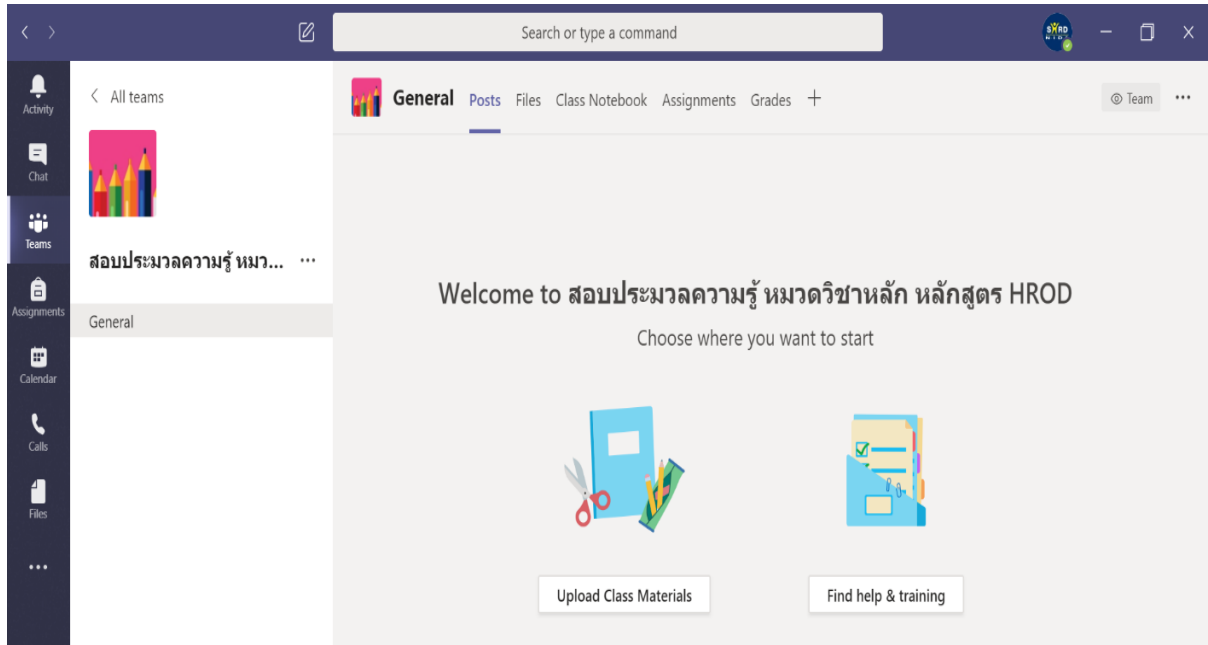 Search or type a command
SHRD
NIDA
Activity
Chat
Teams
Assignments
Calendar
Calls
Files
All teams
สอบประมวลความรู้ หมว...
General
General Posts Files Class Notebook Assignments Grades
Team
Welcome to สอบประมวลความรู้ หมวดวิชาหลัก หลักสูตร HROD
Choose where you want to start
Upload Class Materials
Find help & training